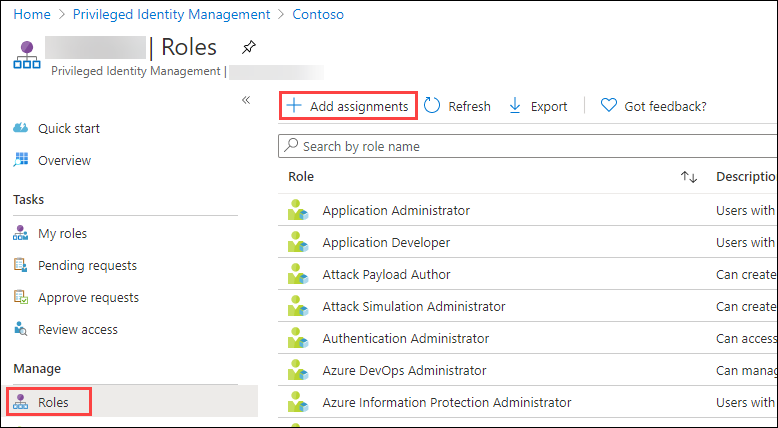 Home > Privileged Identity Management > Contoso
| Roles
Privileged Identity Management |
«
Quick start
Overview
Tasks
My roles
Pending requests
Approve requests
Review access
Manage
Roles
+ Add assignments Refresh Export Got feedback?
Search by role name
Role ↑↓ Descriptio
Application Administrator Users with
Application Developer Users with
Attack Payload Author Can create
Attack Simulation Administrator Can create
Authentication Administrator Can access
Azure DevOps Administrator Can manag
Azure Information Protection Administrator Users with